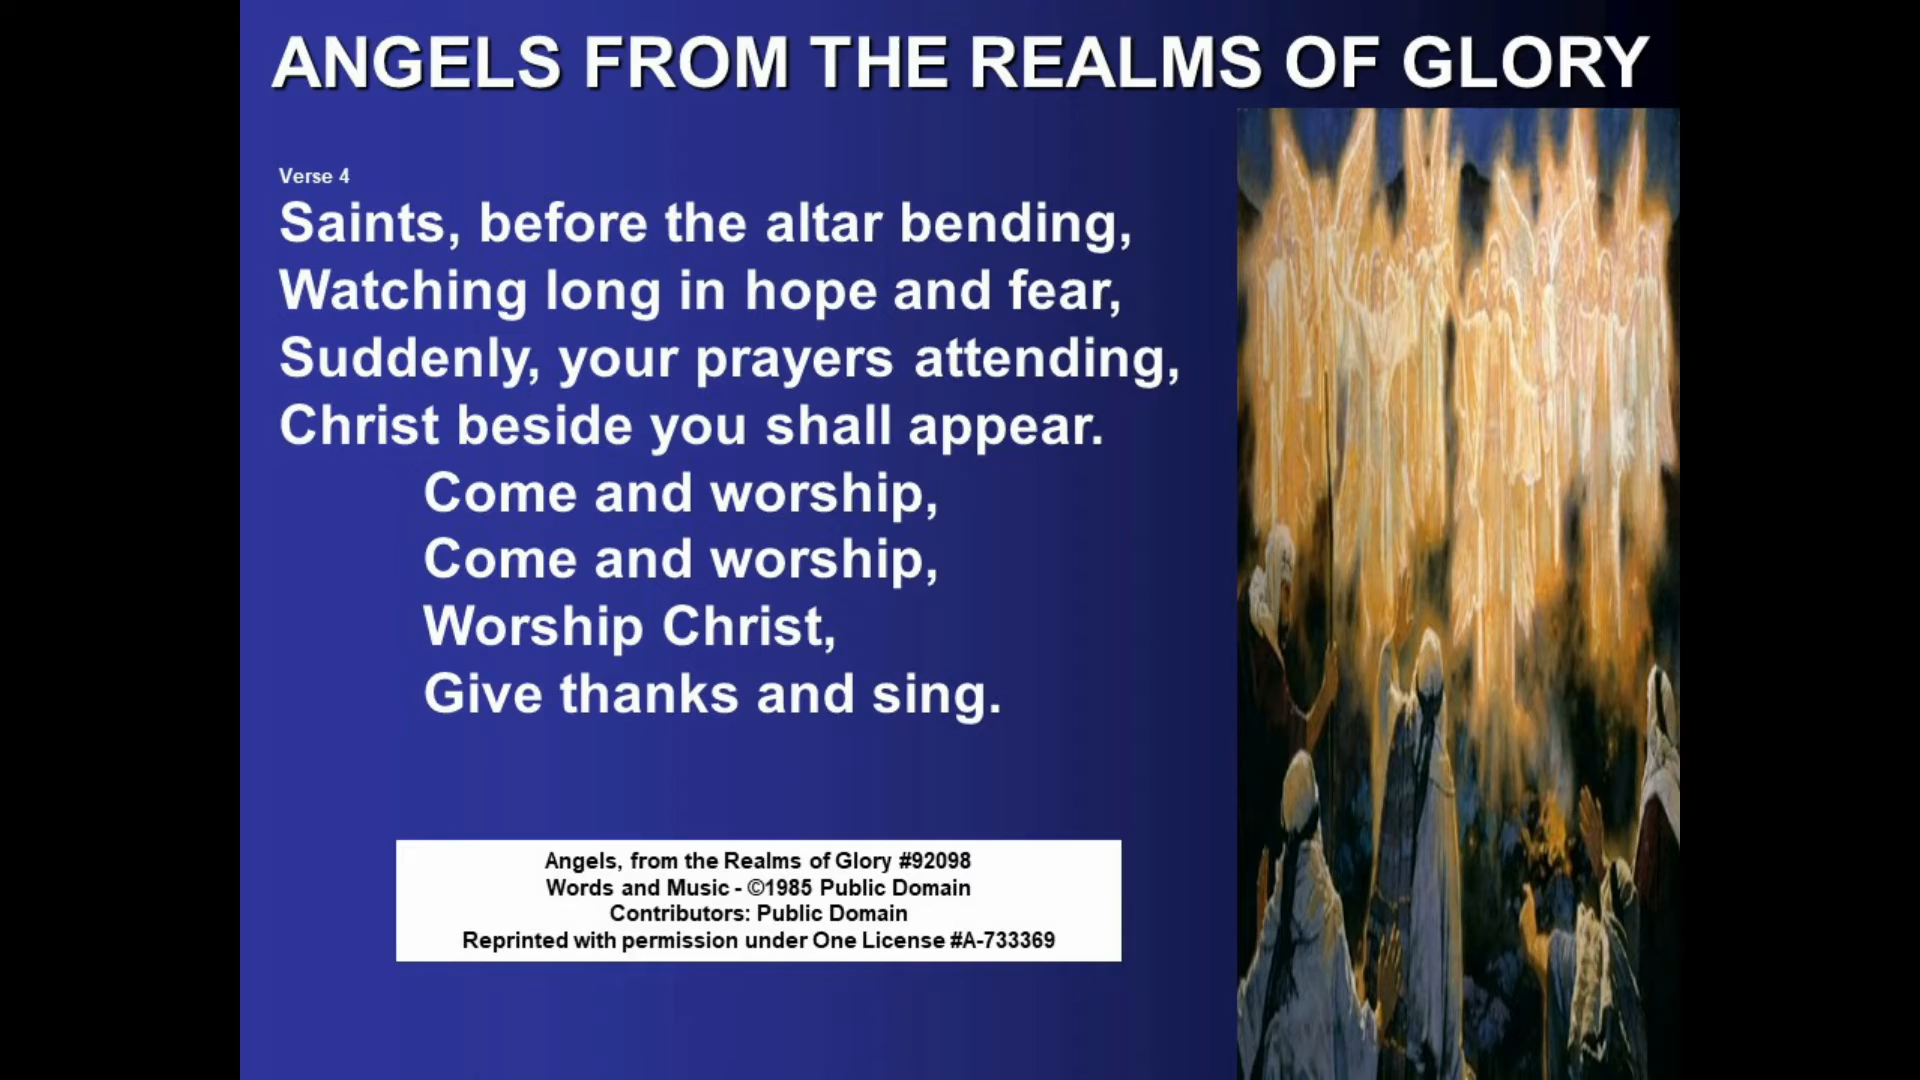 ANGELS FROM THE REALMS OF GLORY
Verse 4
Saints, before the altar bending,
Watching long in hope and fear,
Suddenly, your prayers attending,
Christ beside you shall appear.
Come and worship,
Come and worship,
Worship Christ,
Give thanks and sing.
Angels, from the Realms of Glory #92098
Words and Music - ©1985 Public Domain
Contributors: Public Domain
Reprinted with permission under One License #A-733369